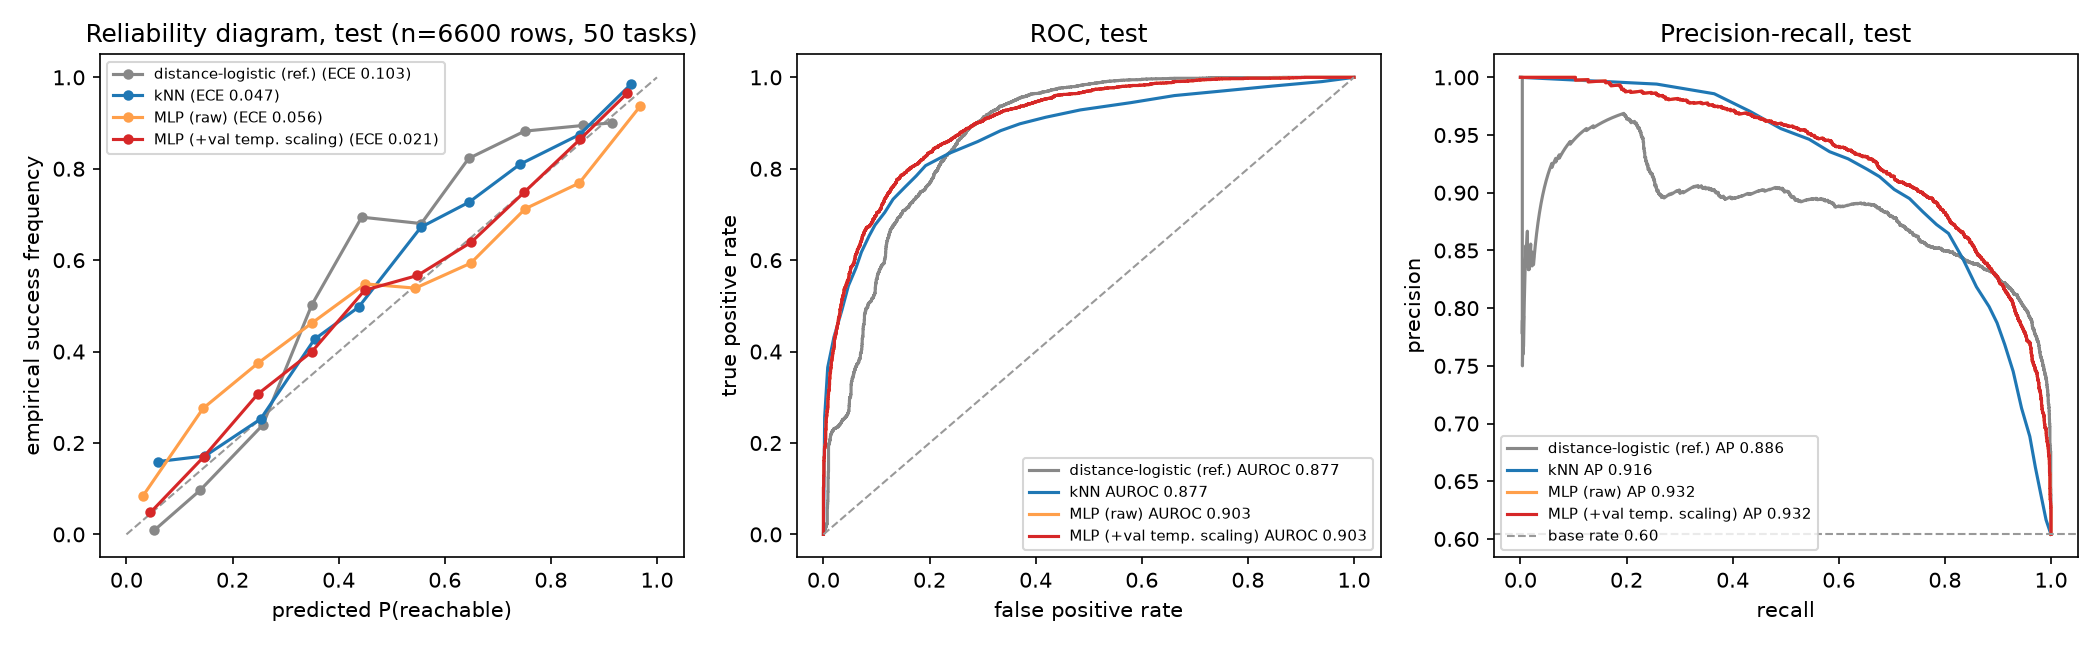 Reliability diagram, test (n=6600 rows, 50 tasks)
distance-logistic (ref.) (ECE 0.103)
kNN (ECE 0.047)
MLP (raw) (ECE 0.056)
MLP (+val temp. scaling) (ECE 0.021)
empirical success frequency
1.0
0.8
0.6
0.4
0.2
0.0
0.0 0.2 0.4 0.6 0.8 1.0
predicted P(reachable)
ROC, test
true positive rate
1.0
0.8
0.6
0.4
0.2
0.0
distance-logistic (ref.) AUROC 0.877
kNN AUROC 0.877
MLP (raw) AUROC 0.903
MLP (+val temp. scaling) AUROC 0.903
0.0 0.2 0.4 0.6 0.8 1.0
false positive rate
Precision-recall, test
precision
1.00
0.95
0.90
0.85
0.80
0.75
0.70
0.65
0.60
distance-logistic (ref.) AP 0.886
kNN AP 0.916
MLP (raw) AP 0.932
MLP (+val temp. scaling) AP 0.932
base rate 0.60
0.0 0.2 0.4 0.6 0.8 1.0
recall